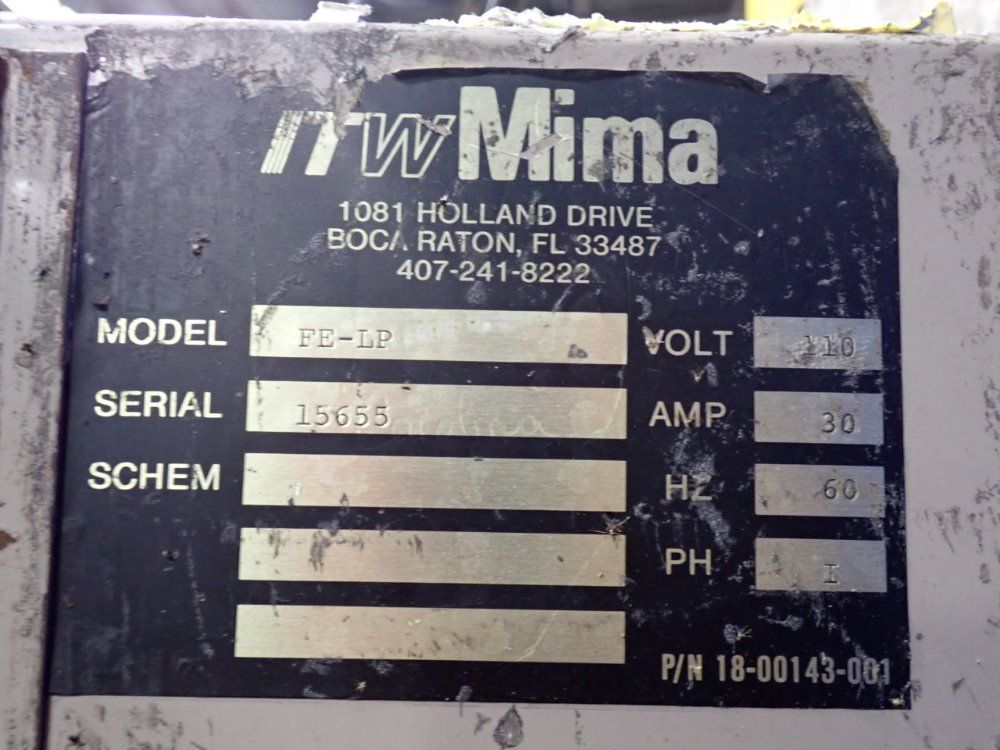 ITW Mima
1081 HOLLAND DRIVE
BOCA RATON, FL 33487
407-241-8222
MODEL FE-LP VOLT 110
SERIAL 15655 AMP 30
SCHEM HZ 60
PH I
P/N 18-00143-001